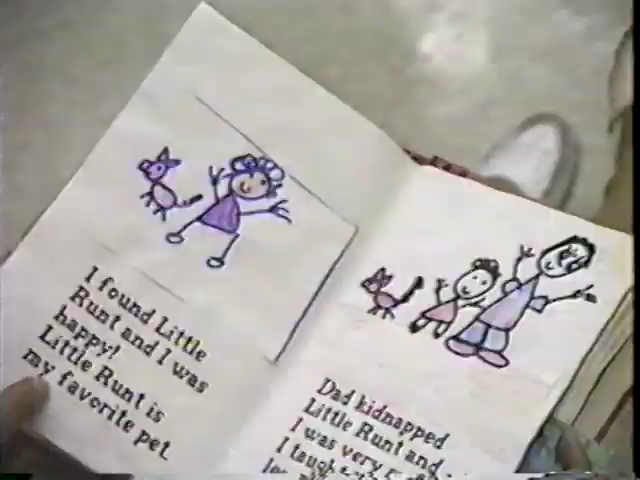 I found Little
Runt and I was
happy!
Little Runt is
my favorite pet.
Dad kidnapped
Little Runt and
I was very
I